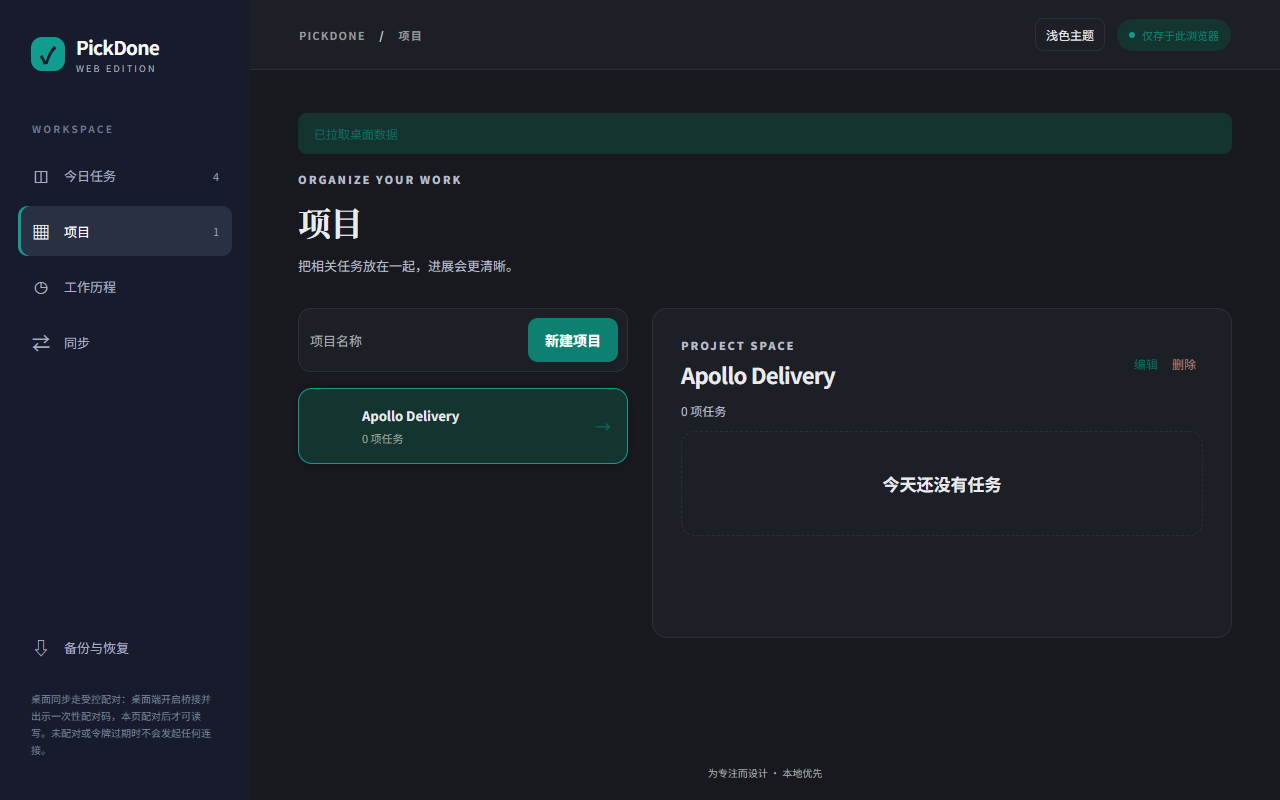 PickDone
WEB EDITION
WORKSPACE
今日任务 4
项目 1
工作历程
同步
备份与恢复
桌面同步走受控配对：桌面端开启桥接并
出示一次性配对码，本页配对后才可读
写。未配对或令牌过期时不会发起任何连
接。
PICKDONE / 项目
浅色主题
仅存于此浏览器
已拉取桌面数据
ORGANIZE YOUR WORK
项目
把相关任务放在一起，进展会更清晰。
项目名称
新建项目
Apollo Delivery
0 项任务
→
PROJECT SPACE
Apollo Delivery
编辑 删除
0 项任务
今天还没有任务
为专注而设计 · 本地优先